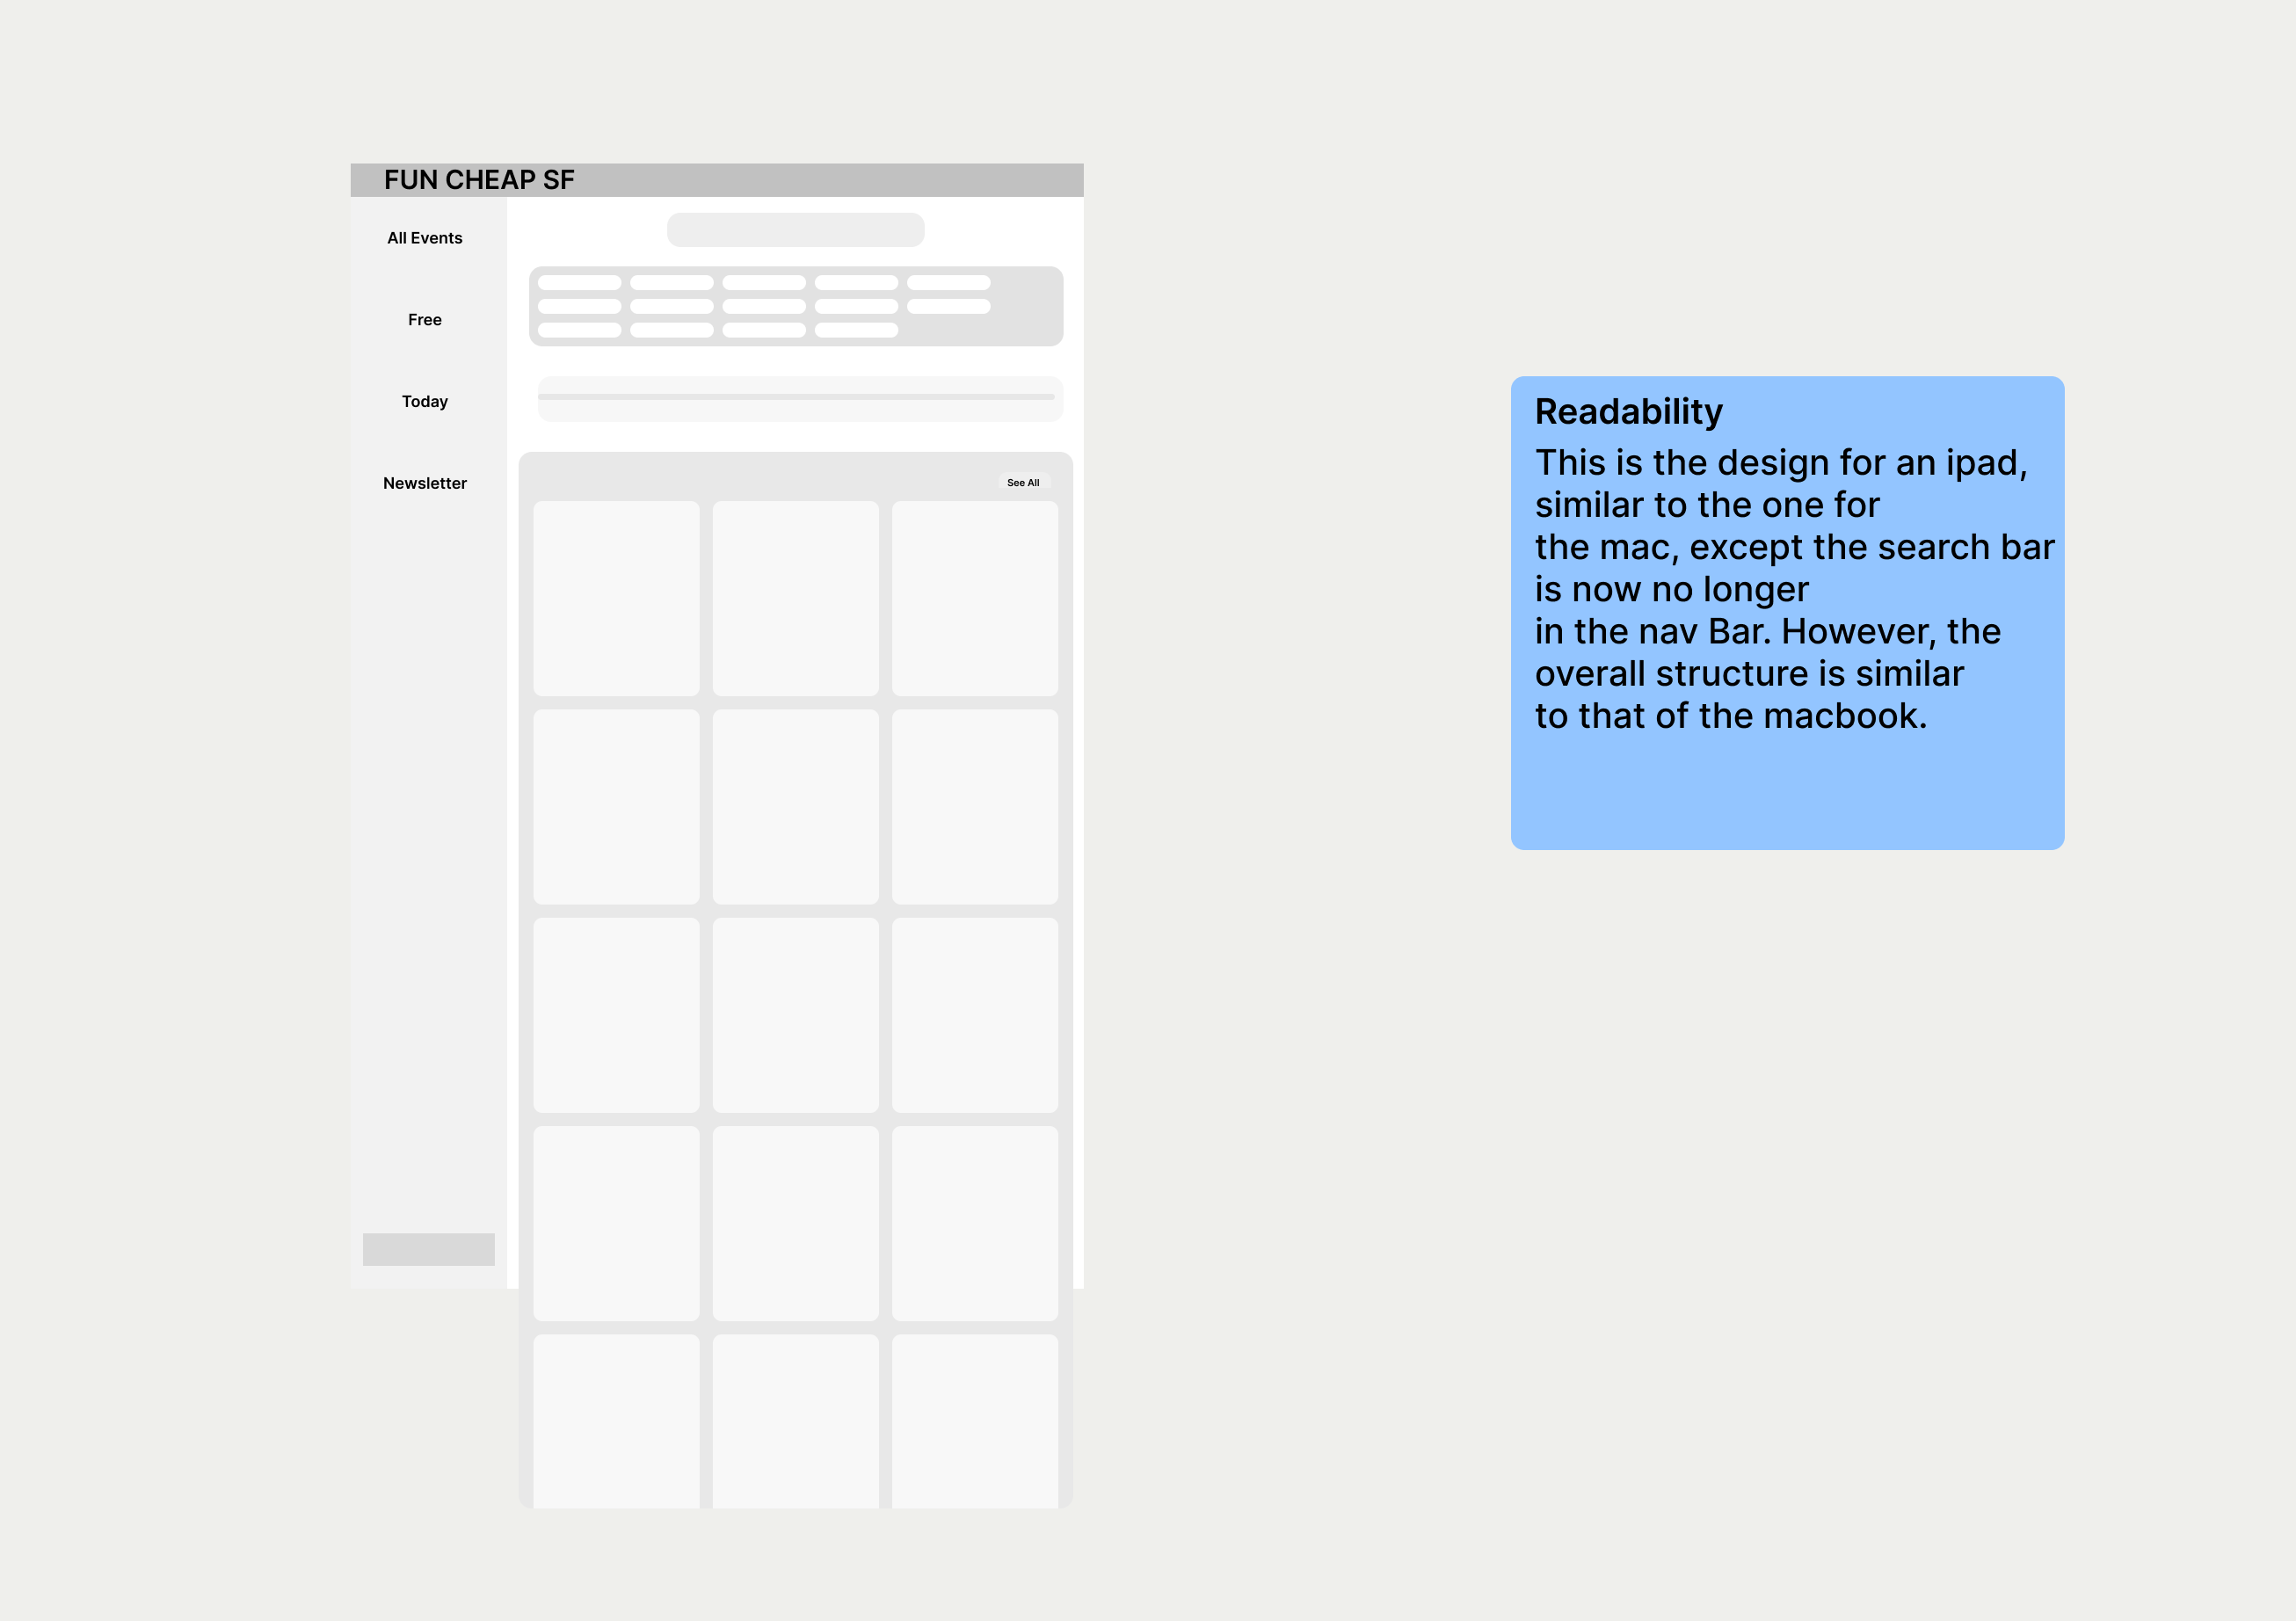 FUN CHEAP SF
All Events
Free
Today
Newsletter
See All
Readability
This is the design for an ipad,
similar to the one for
the mac, except the search bar
is now no longer
in the nav Bar. However, the
overall structure is similar
to that of the macbook.